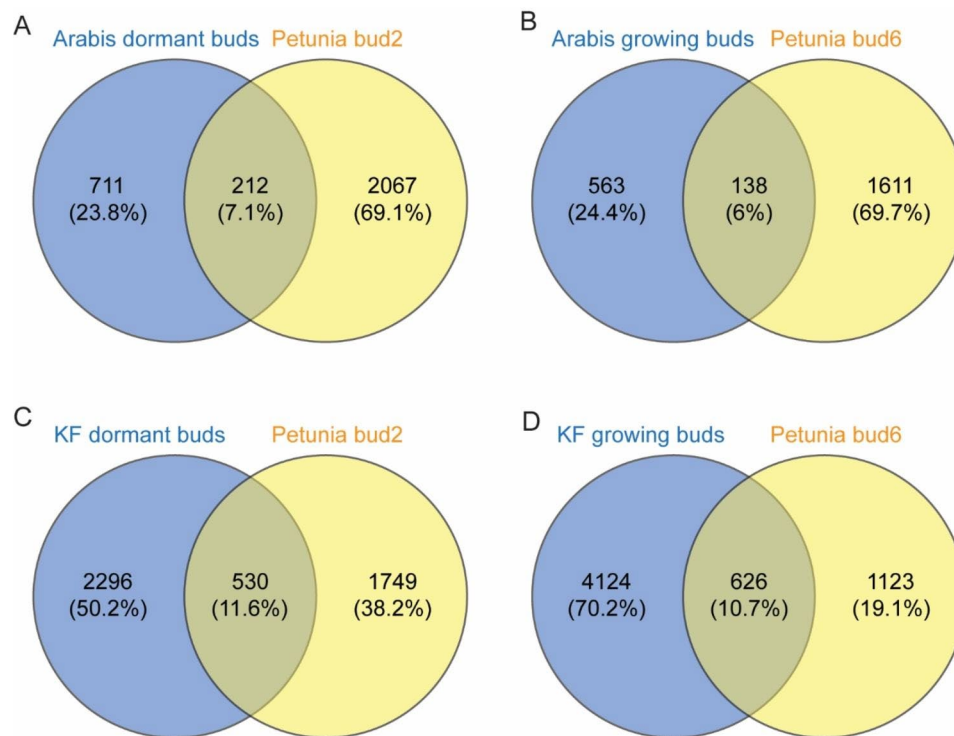 A
Arabis dormant buds Petunia bud2
711 212 2067
(23.8%) (7.1%) (69.1%)
B
Arabis growing buds Petunia bud6
563 138 1611
(24.4%) (6%) (69.7%)
C
KF dormant buds Petunia bud2
2296 530 1749
(50.2%) (11.6%) (38.2%)
D
KF growing buds Petunia bud6
4124 626 1123
(70.2%) (10.7%) (19.1%)